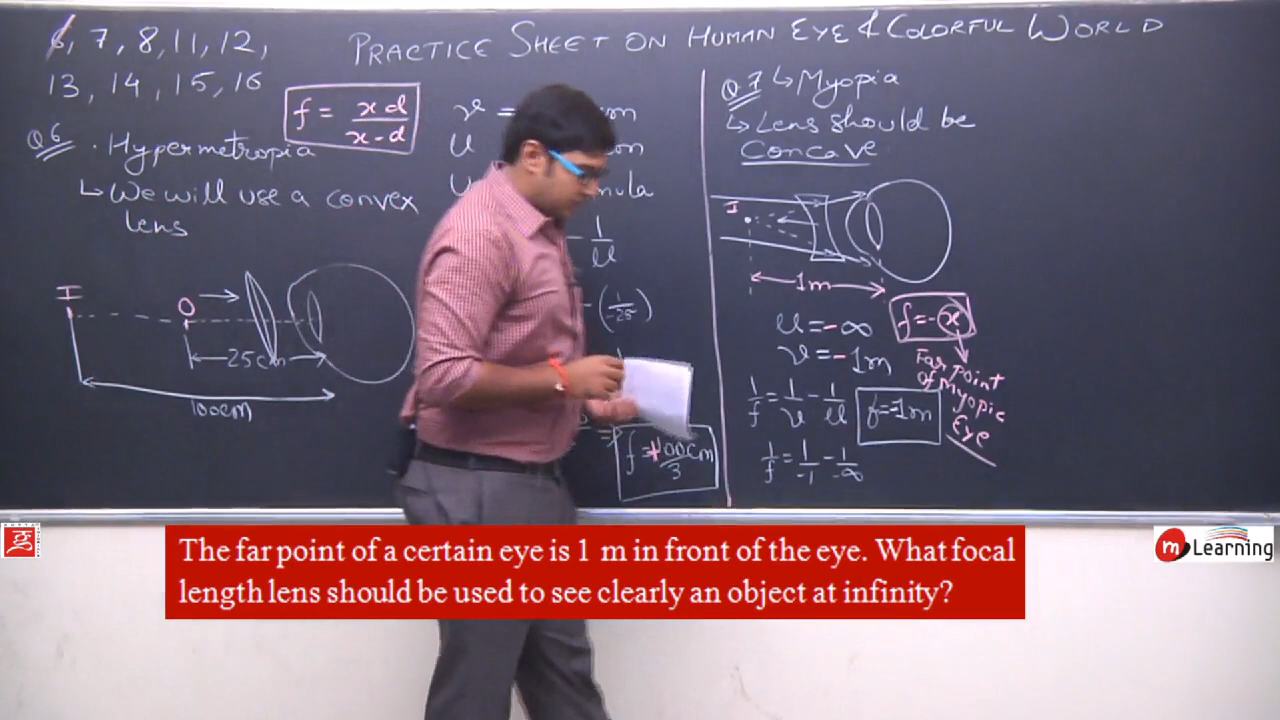 6, 7, 8, 11, 12,
13, 14, 15, 16
PRACTICE SHEET ON HUMAN EYE & COLORFUL WORLD
f = xd / x-d
Q6 . Hypermetropia
↳ We will use a convex
lens
I
O
25cm
100cm
v =
u
- 1/u
- (1/-25)
f = +100cm / 3
Q7 ↳ Myopia
↳ Lens should be
Concave
I
1m
u = -∞
v = -1m
1/f = 1/v - 1/u
1/f = 1/-1 - 1/-∞
f = -x
Far Point
of Myopic
Eye
f = -1m
The far point of a certain eye is 1 m in front of the eye. What focal
length lens should be used to see clearly an object at infinity?
m Learning